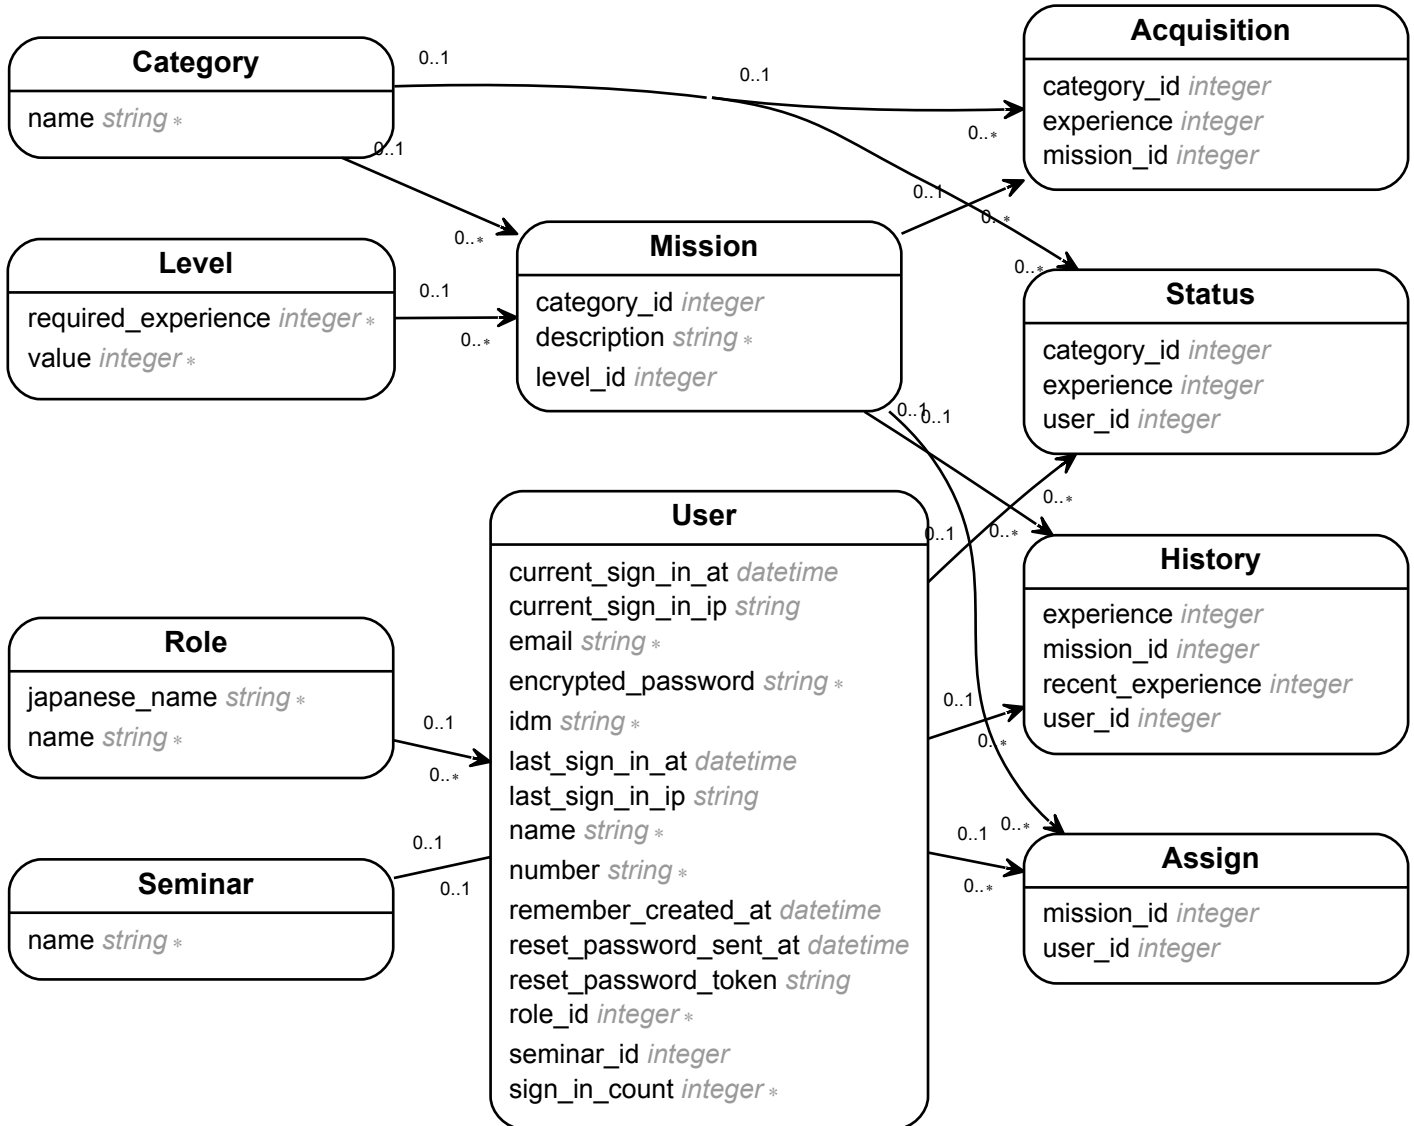 Category
name string *
Level
required_experience integer *
value integer *
Role
japanese_name string *
name string *
Seminar
name string *
Mission
category_id integer
description string *
level_id integer
User
current_sign_in_at datetime
current_sign_in_ip string
email string *
encrypted_password string *
idm string *
last_sign_in_at datetime
last_sign_in_ip string
name string *
number string *
remember_created_at datetime
reset_password_sent_at datetime
reset_password_token string
role_id integer *
seminar_id integer
sign_in_count integer *
Acquisition
category_id integer
experience integer
mission_id integer
Status
category_id integer
experience integer
user_id integer
History
experience integer
mission_id integer
recent_experience integer
user_id integer
Assign
mission_id integer
user_id integer
0..1
0..1
0..*
0..1
0..*
0..1
0..*
0..1
0..*
0..*
0..1
0..*
0..1
0..1
0..*
0..1
0..*
0..1
0..*
0..1
0..*
0..1
0..*
0..1
0..1